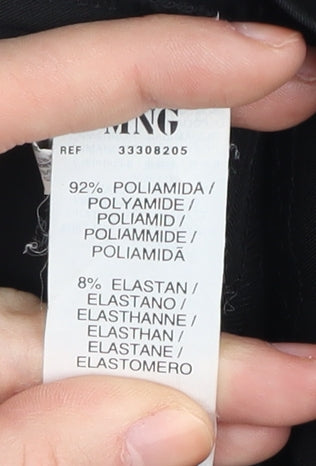 MNG
REF 33308205
92% POLIAMIDA /
POLYAMIDE /
POLIAMID /
POLIAMMIDE /
POLIAMIDĂ
8% ELASTAN /
ELASTANO /
ELASTHANNE /
ELASTHAN /
ELASTANE /
ELASTOMERO